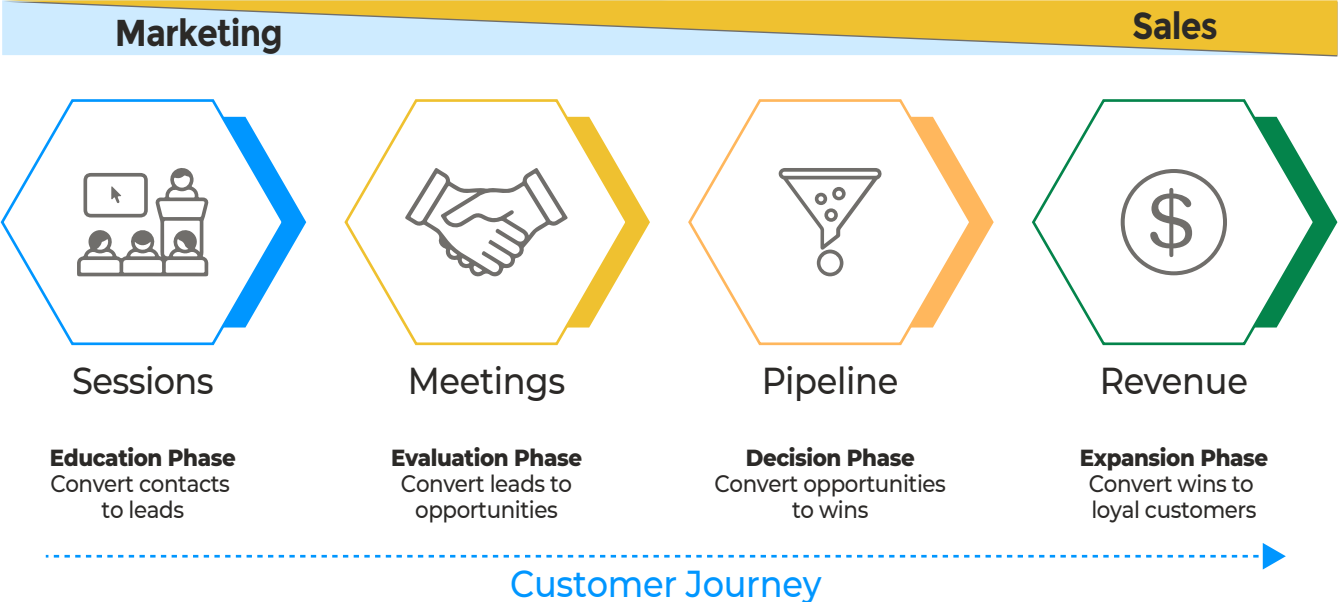 Marketing
Sales
Sessions
Meetings
Pipeline
$
Revenue
Education Phase
Convert contacts
to leads
Evaluation Phase
Convert leads to
opportunities
Decision Phase
Convert opportunities
to wins
Expansion Phase
Convert wins to
loyal customers
Customer Journey